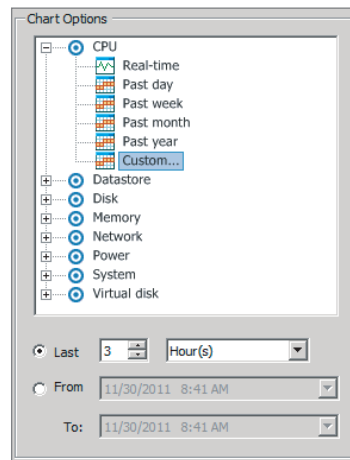 Chart Options
CPU
Real-time
Past day
Past week
Past month
Past year
Custom...
Datastore
Disk
Memory
Network
Power
System
Virtual disk
Last 3 Hour(s)
From 11/30/2011 8:41 AM
To: 11/30/2011 8:41 AM